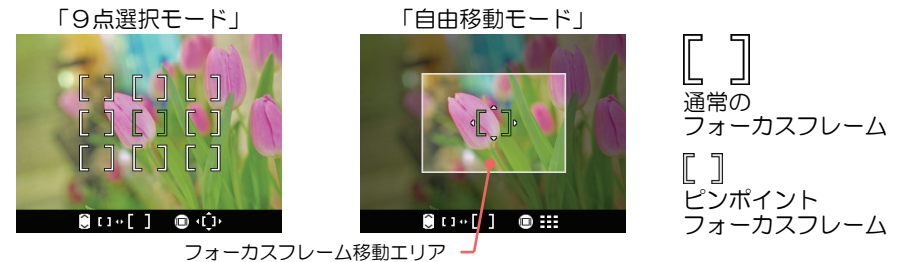 「９点選択モード」
「自由移動モード」
フォーカスフレーム移動エリア
通常の
フォーカスフレーム
ピンポイント
フォーカスフレーム